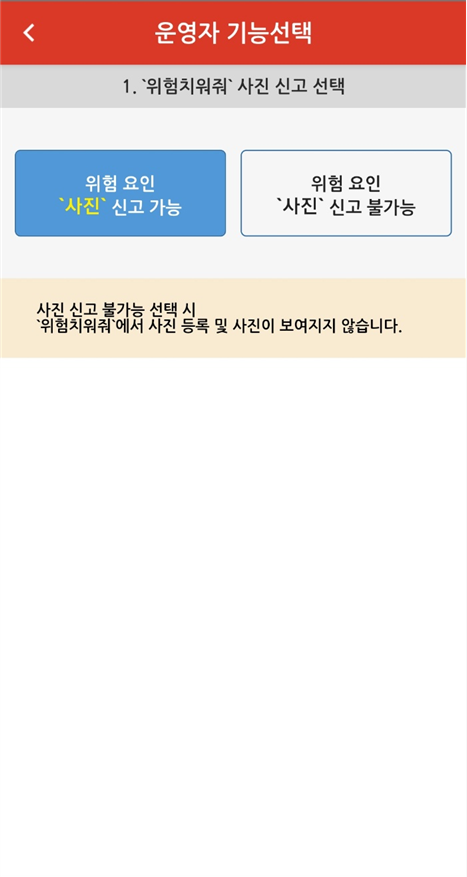 운영자 기능선택
1. `위험치워줘` 사진 신고 선택
위험 요인
`사진` 신고 가능
위험 요인
`사진` 신고 불가능
사진 신고 불가능 선택 시
`위험치워줘`에서 사진 등록 및 사진이 보여지지 않습니다.